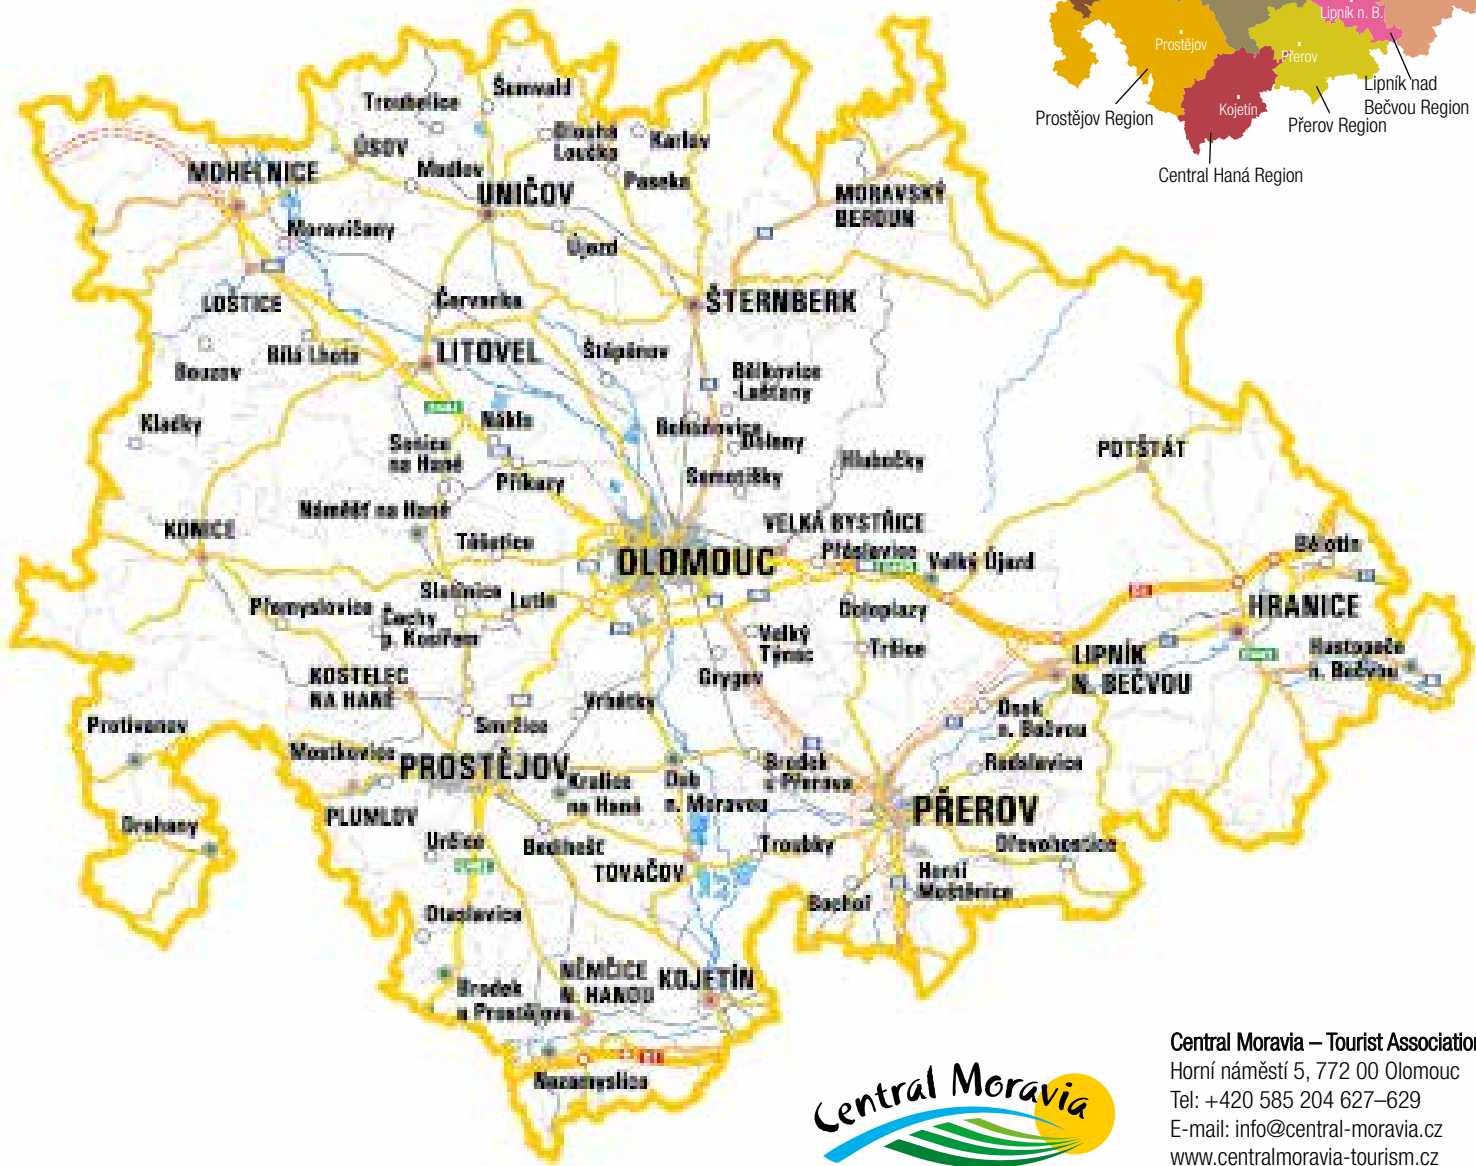 Lipník n. B.
Prostějov
Přerov
Kojetín
Lipník nad
Bečvou Region
Prostějov Region
Přerov Region
Central Haná Region
Šumvald
Troubelice
Dlouhá
Loučka
Karlov
ÚSOV
Medlov
Paseka
MOHELNICE
UNIČOV
MORAVSKÝ
BEROUN
Moravičany
Újezd
LOŠTICE
Červenka
ŠTERNBERK
Bílá Lhota
LITOVEL
Štěpánov
Bouzov
Bělkovice
-Lašťany
Kladky
Náklo
Bohuňovice
Dolany
Senice
na Hané
Hlubočky
POTŠTÁT
Příkazy
Samotišky
Náměšť na Hané
KONICE
Těšetice
VELKÁ BYSTŘICE
OLOMOUC
Přáslavice
Velký Újezd
Bělotín
Slatinice
Lutín
Přemyslovice
Čechy
p. Kosířem
Doloplazy
HRANICE
Velký
Týnec
Tršice
LIPNÍK
N. BEČVOU
Hustopeče
n. Bečvou
KOSTELEC
NA HANÉ
Grygov
Vrbátky
Protivanov
Smržice
Osek
n. Bečvou
Mostkovice
PROSTĚJOV
Kralice
na Hané
Dub
n. Moravou
Brodek
u Přerova
Radslavice
PLUMLOV
PŘEROV
Drahany
Určice
Bedihošť
TOVAČOV
Troubky
Dřevohostice
Horní
Moštěnice
Bochoř
Otaslavice
NĚMČICE
N. HANOU
KOJETÍN
Brodek
u Prostějova
Nezamyslice
Central Moravia
Central Moravia – Tourist Association
Horní náměstí 5, 772 00 Olomouc
Tel: +420 585 204 627–629
E-mail: info@central-moravia.cz
www.centralmoravia-tourism.cz